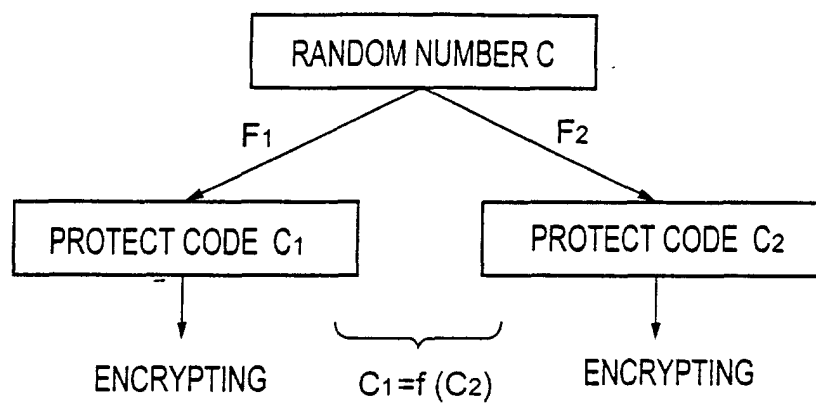 RANDOM NUMBER C
F1
F2
PROTECT CODE C1
PROTECT CODE C2
ENCRYPTING
C1=f (C2)
ENCRYPTING